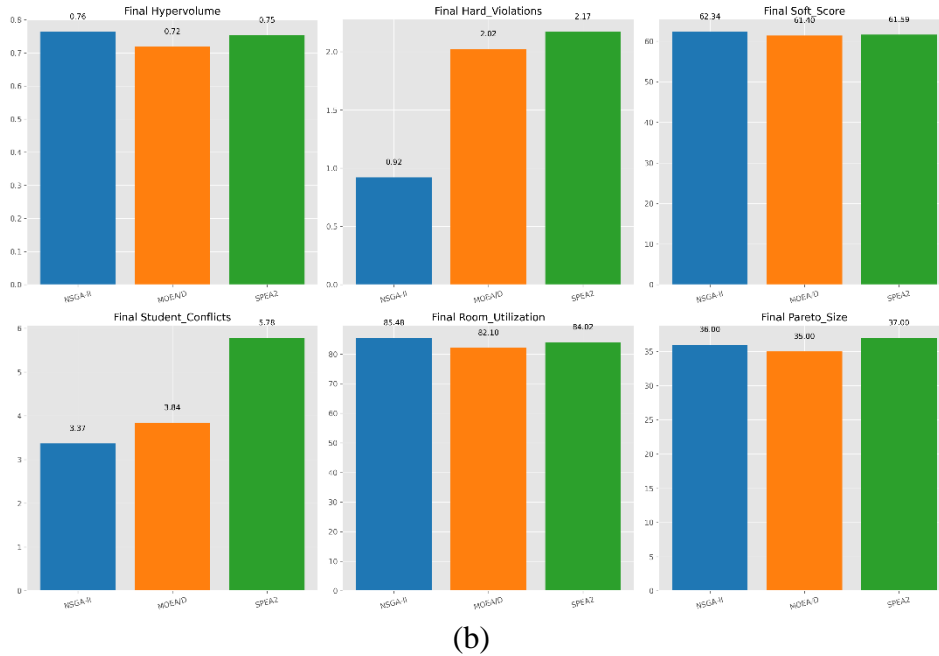 Final Hypervolume
0.8
0.7
0.6
0.5
0.4
0.3
0.2
0.1
0.0
0.76
0.72
0.75
NSGA-II
MOEA/D
SPEA2
Final Hard_Violations
2.0
1.5
1.0
0.5
0.0
0.92
2.02
2.17
NSGA-II
MOEA/D
SPEA2
Final Soft_Score
60
50
40
30
20
10
0
62.34
61.40
61.59
NSGA-II
MOEA/D
SPEA2
Final Student_Conflicts
6
5
4
3
2
1
0
3.37
3.84
5.78
NSGA-II
MOEA/D
SPEA2
Final Room_Utilization
80
70
60
50
40
30
20
10
0
85.48
82.10
84.02
NSGA-II
MOEA/D
SPEA2
Final Pareto_Size
35
30
25
20
15
10
5
0
36.00
35.00
37.00
NSGA-II
MOEA/D
SPEA2
(b)